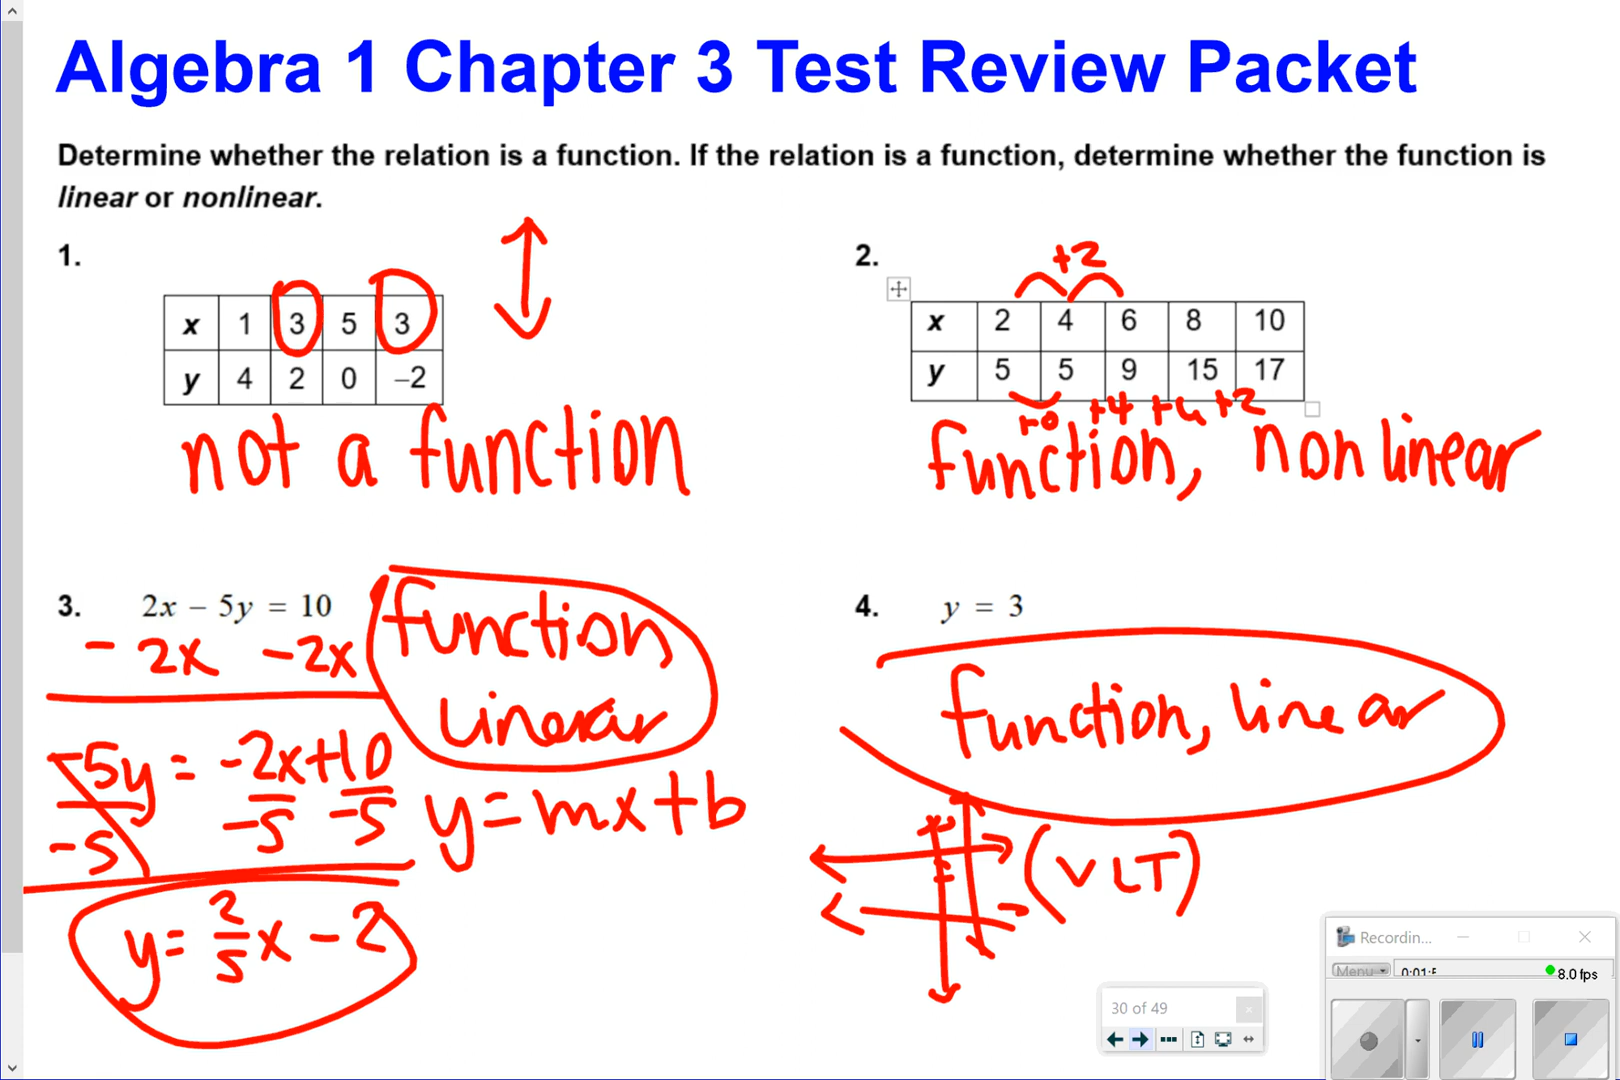 Algebra 1 Chapter 3 Test Review Packet
Determine whether the relation is a function. If the relation is a function, determine whether the function is
linear or nonlinear.
1.
x 1 3 5 3
y 4 2 0 −2
not a function
2.
+2
x 2 4 6 8 10
y 5 5 9 15 17
+0 +4 +2
function, nonlinear
3. 2x − 5y = 10
- 2x -2x
function
linear
-5y = -2x+10
-5 -5 -5
y=mx+b
y= 2/5 x - 2
4. y = 3
function, linear
(VLT)
Recordin...
Menu
8.0 fps
30 of 49